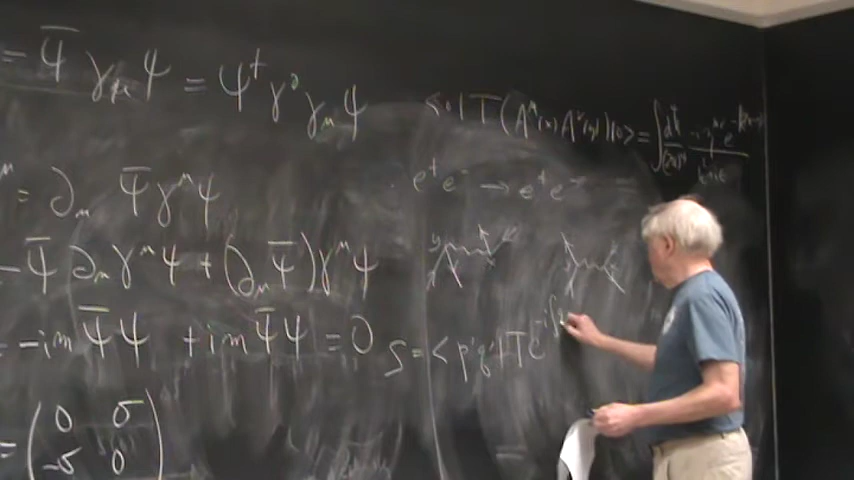 = ψ̄ γ_μ ψ = ψ† γ⁰ γ_μ ψ
μ = ∂_μ ψ̄ γ^μ ψ
- ψ̄ ∂_μ γ^μ ψ + (∂_μ ψ̄) γ^μ ψ
- im ψ̄ ψ + im ψ̄ ψ = 0
= ( 0 σ
-σ 0 )
<0|T(A^μ(x) A^ν(y))|0> = ∫
e⁺ e⁻ → e⁺ e⁻ =
y
S = <p'q'|T e^{-i∫